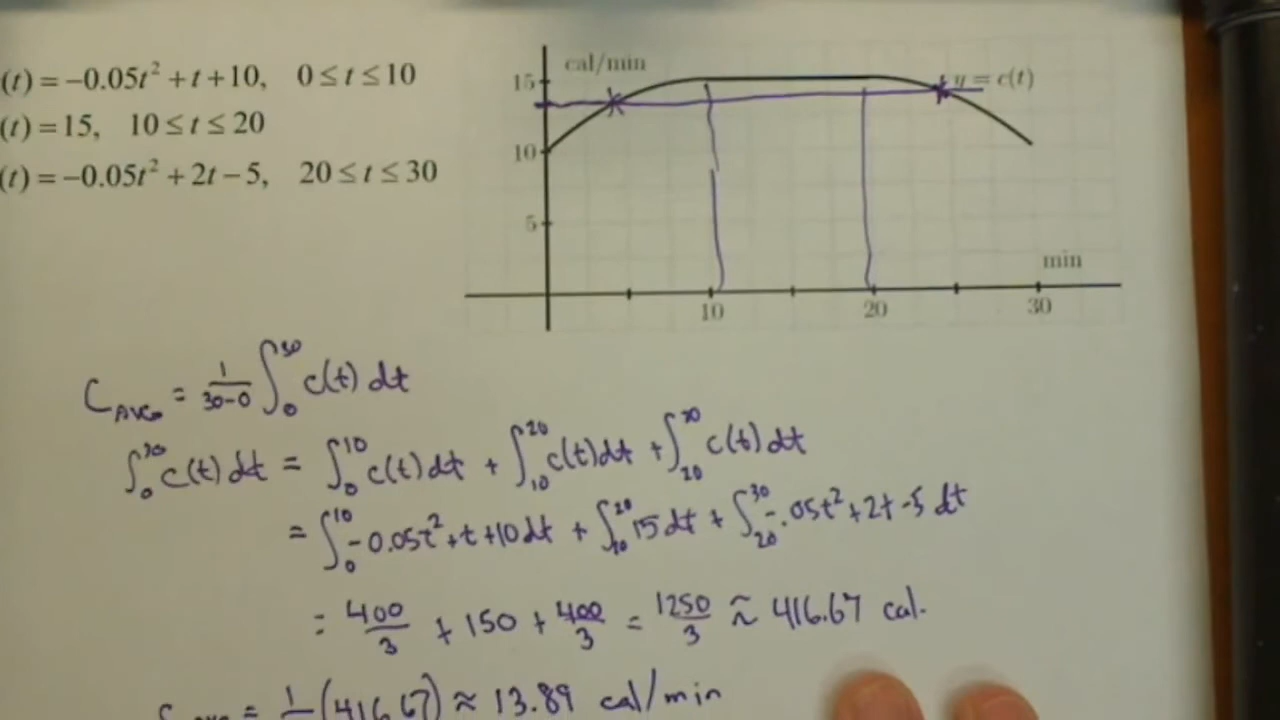 (t) = −0.05t² + t + 10, 0 ≤ t ≤ 10
(t) = 15, 10 ≤ t ≤ 20
(t) = −0.05t² + 2t − 5, 20 ≤ t ≤ 30
cal/min
15
y = c(t)
10
5
min
10 20 30
C_AVG = 1/(30-0) ∫₀³⁰ c(t) dt
∫₀³⁰ c(t) dt = ∫₀¹⁰ c(t) dt + ∫₁₀²⁰ c(t) dt + ∫₂₀³⁰ c(t) dt
= ∫₀¹⁰ -0.05t² + t + 10 dt + ∫₁₀²⁰ 15 dt + ∫₂₀³⁰ -.05t² + 2t - 5 dt
= 400/3 + 150 + 400/3 = 1250/3 ≈ 416.67 cal.
(416.67) ≈ 13.89 cal/min